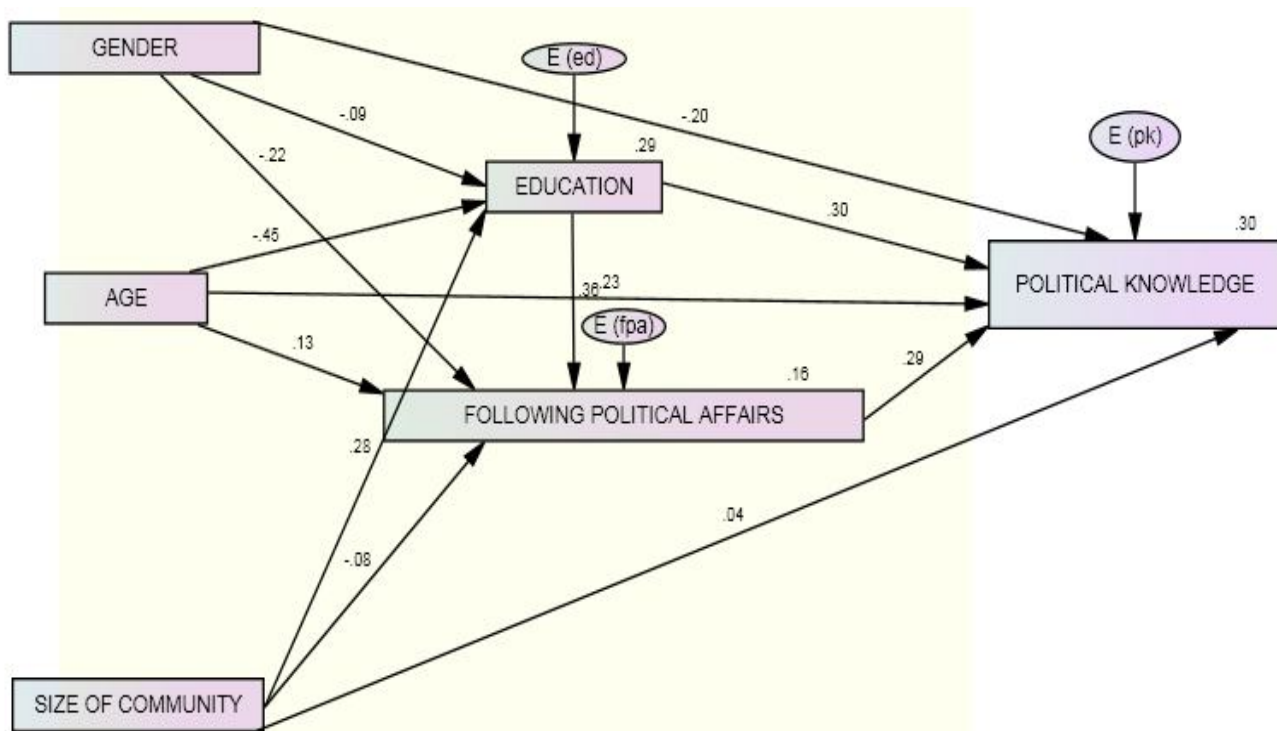 GENDER
E (ed)
-.20
-.09
E (pk)
.29
-.22
EDUCATION
.30
.30
-.45
AGE
.36
.23
POLITICAL KNOWLEDGE
E (fpa)
.13
.29
.16
FOLLOWING POLITICAL AFFAIRS
.28
-.08
.04
SIZE OF COMMUNITY